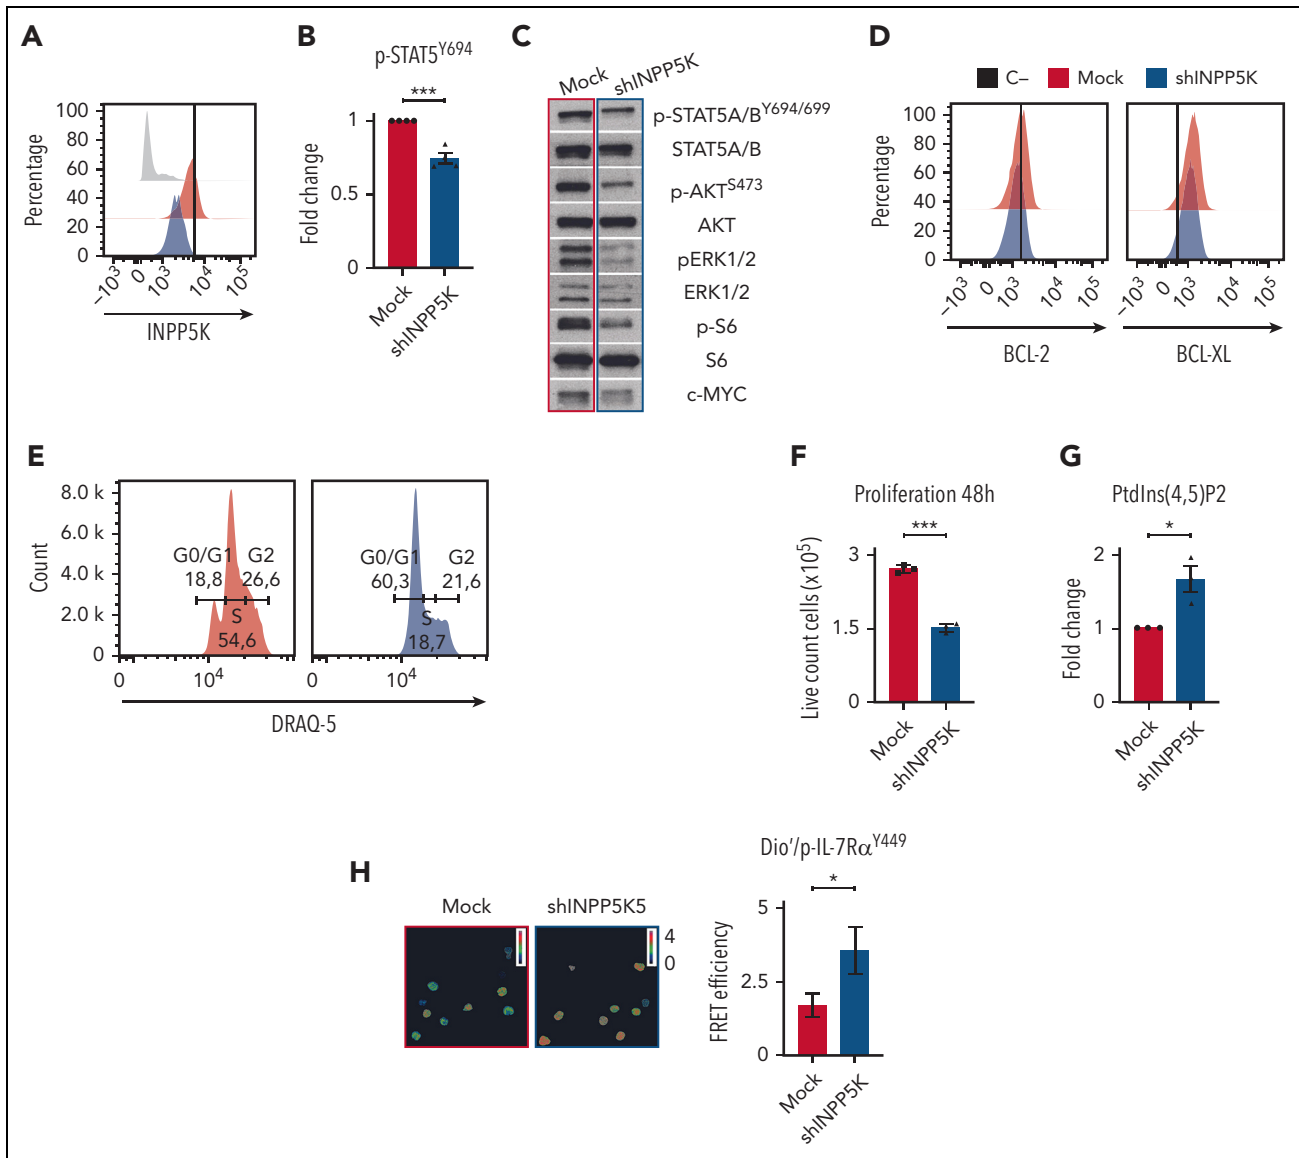 A
100
80
60
40
20
0
Percentage
−10³ 0 10³ 10⁴ 10⁵
INPP5K
B
p-STAT5Y694
***
1
0.5
0
Fold change
Mock
shINPP5K
C
Mock
shINPP5K
p-STAT5A/BY694/699
STAT5A/B
p-AKTS473
AKT
pERK1/2
ERK1/2
p-S6
S6
c-MYC
D
C− Mock shINPP5K
100
80
60
40
20
0
Percentage
−10³ 0 10³ 10⁴ 10⁵
BCL-2
−10³ 0 10³ 10⁴ 10⁵
BCL-XL
E
8.0 k
6.0 k
4.0 k
2.0 k
0
Count
G0/G1 G2
18,8 26,6
S
54,6
0 10⁴
G0/G1 G2
60,3 21,6
S
18,7
0 10⁴
DRAQ-5
F
Proliferation 48h
***
3
1.5
0
Live count cells (x10⁵)
Mock
shINPP5K
G
PtdIns(4,5)P2
*
2
1
0
Fold change
Mock
shINPP5K
H
Mock
shINPP5K5
4
0
Dio'/p-IL-7RαY449
*
5
2.5
0
FRET efficiency
Mock
shINPP5K